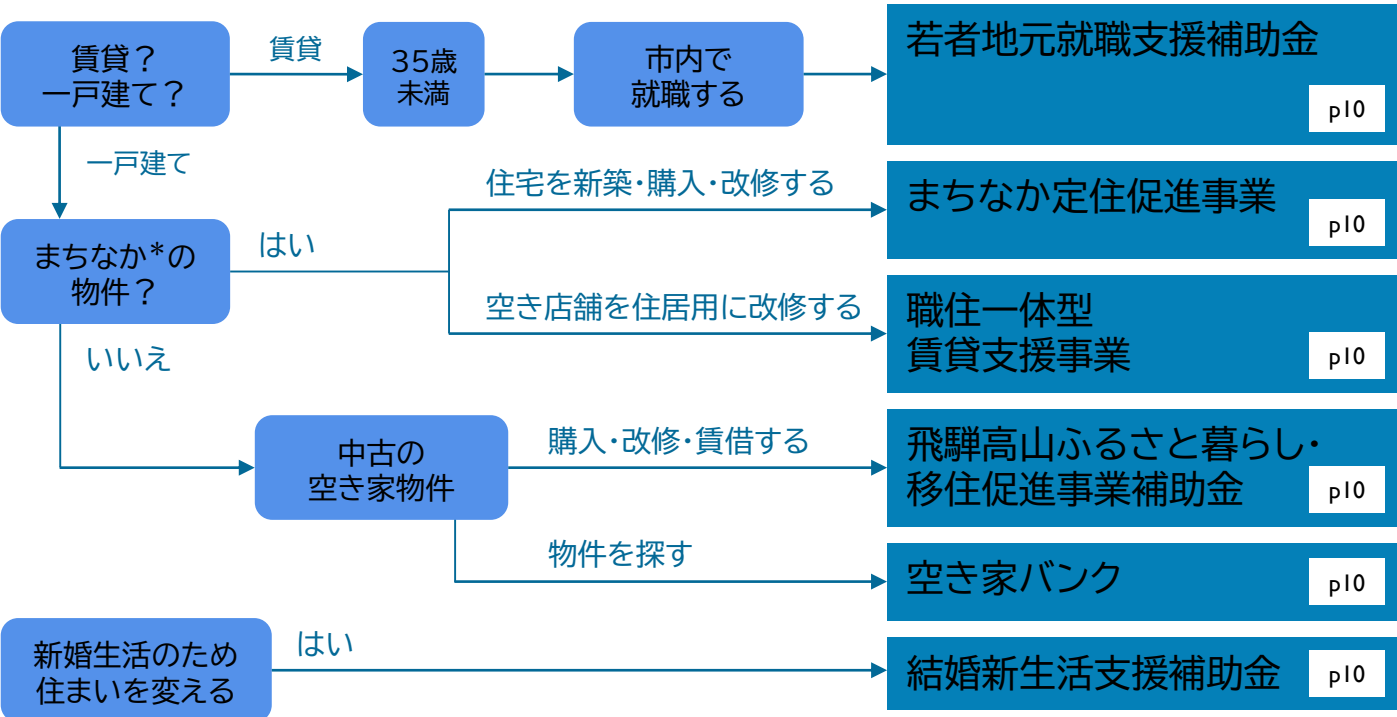 賃貸？
一戸建て？
賃貸
35歳
未満
市内で
就職する
若者地元就職支援補助金
p10
一戸建て
住宅を新築・購入・改修する
まちなか定住促進事業
p10
まちなか*の
物件？
はい
空き店舗を住居用に改修する
職住一体型
賃貸支援事業
p10
いいえ
中古の
空き家物件
購入・改修・賃借する
飛騨高山ふるさと暮らし・
移住促進事業補助金
p10
物件を探す
空き家バンク
p10
新婚生活のため
住まいを変える
はい
結婚新生活支援補助金
p10